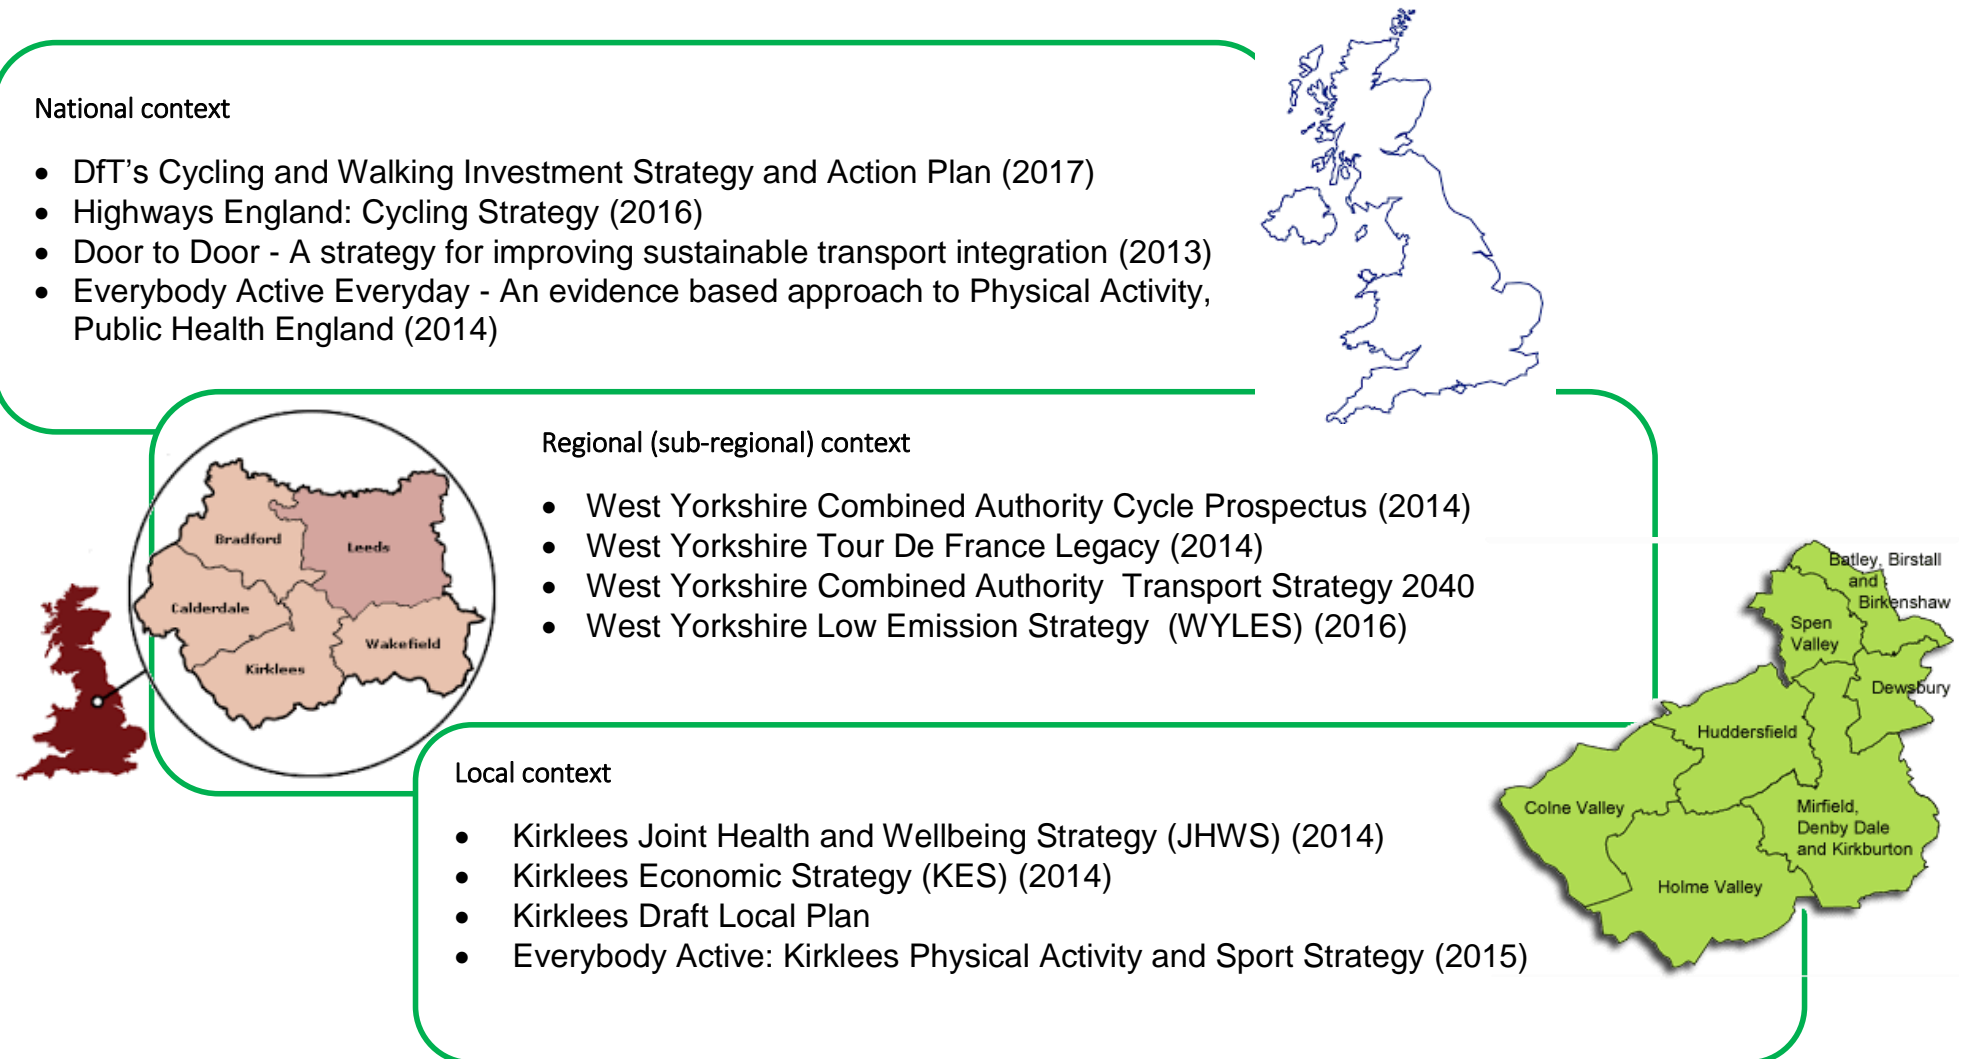 National context
• DfT's Cycling and Walking Investment Strategy and Action Plan (2017)
• Highways England: Cycling Strategy (2016)
• Door to Door - A strategy for improving sustainable transport integration (2013)
• Everybody Active Everyday - An evidence based approach to Physical Activity,
Public Health England (2014)
Regional (sub-regional) context
• West Yorkshire Combined Authority Cycle Prospectus (2014)
• West Yorkshire Tour De France Legacy (2014)
• West Yorkshire Combined Authority  Transport Strategy 2040
• West Yorkshire Low Emission Strategy  (WYLES) (2016)
Bradford
Leeds
Calderdale
Wakefield
Kirklees
Batley, Birstall
and
Birkenshaw
Spen
Valley
Dewsbury
Huddersfield
Colne Valley
Mirfield,
Denby Dale
and Kirkburton
Holme Valley
Local context
• Kirklees Joint Health and Wellbeing Strategy (JHWS) (2014)
• Kirklees Economic Strategy (KES) (2014)
• Kirklees Draft Local Plan
• Everybody Active: Kirklees Physical Activity and Sport Strategy (2015)